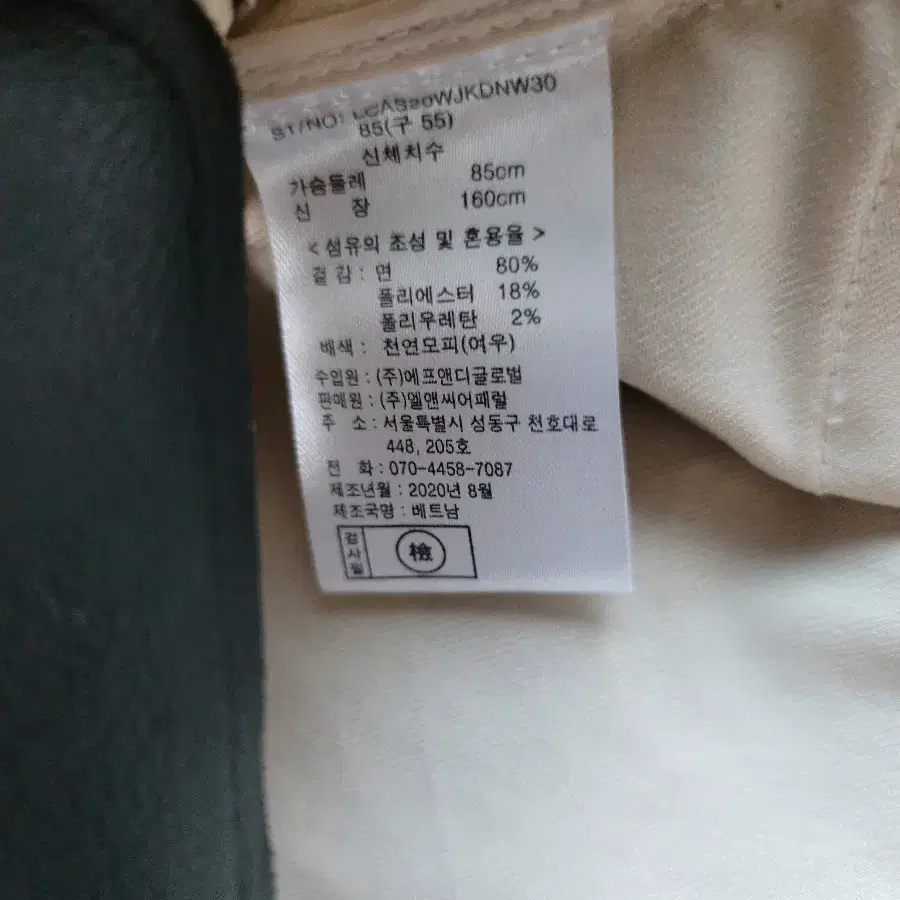 ST/NO: LCAS20WJKDNW30
85(구 55)
신체치수
가슴둘레 85cm
신 장 160cm
< 섬유의 조성 및 혼용율 >
겉감 : 면 80%
폴리에스터 18%
폴리우레탄 2%
배색 : 천연모피(여우)
수입원 : (주)에프앤디글로벌
판매원 : (주)엘앤씨어패럴
주 소 : 서울특별시 성동구 천호대로
448, 205호
전 화 : 070-4458-7087
제조년월 : 2020년 8월
제조국명 : 베트남
검사필 檢